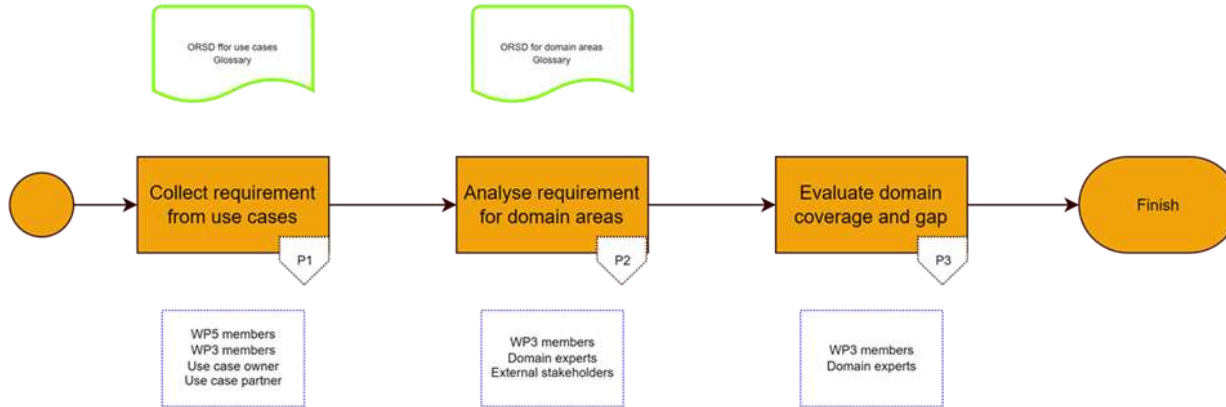 ORSD ffor use cases
Glossary
ORSD for domain areas
Glossary
Collect requirement
from use cases
P1
Analyse requirement
for domain areas
P2
Evaluate domain
coverage and gap
P3
Finish
WP5 members
WP3 members
Use case owner
Use case partner
WP3 members
Domain experts
External stakeholders
WP3 members
Domain experts